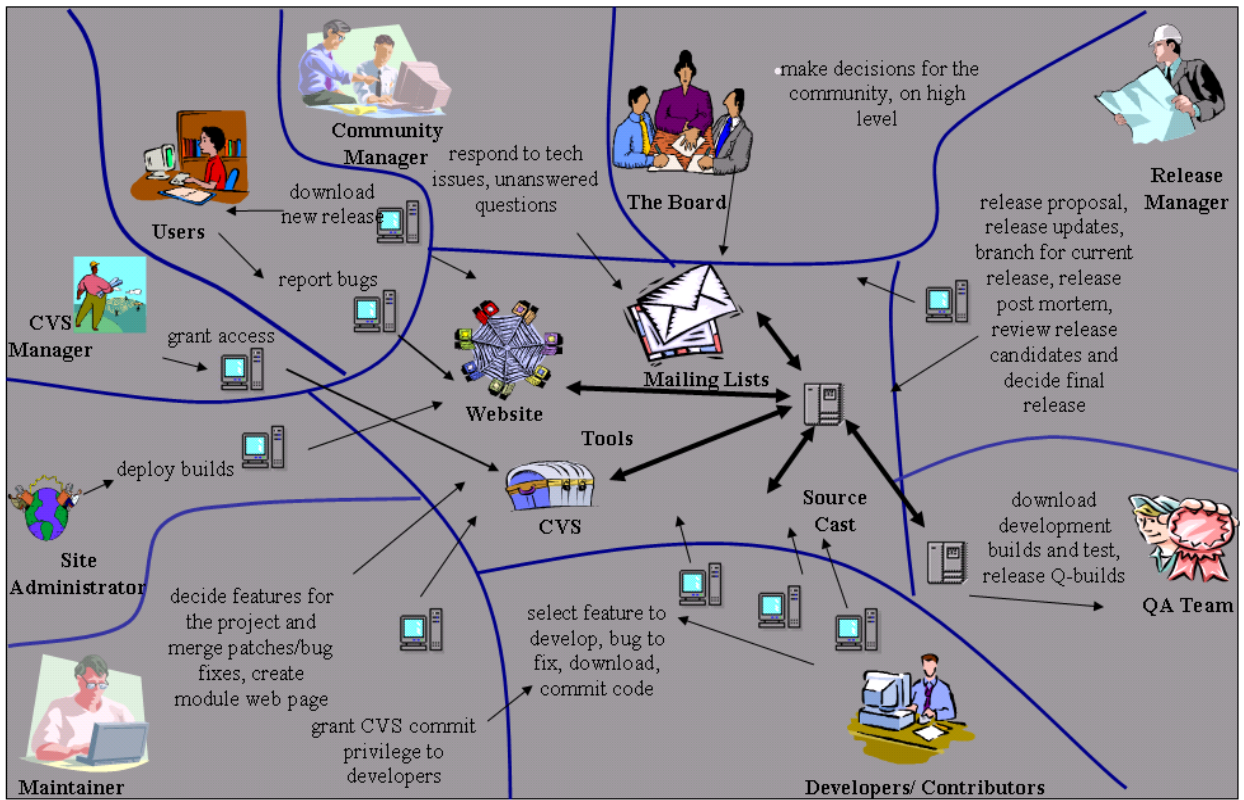 Community
Manager
respond to tech
issues, unanswered
questions
make decisions for the
community, on high
level
The Board
Release
Manager
release proposal,
release updates,
branch for current
release, release
post mortem,
review release
candidates and
decide final
release
download
new release
Users
report bugs
CVS
Manager
grant access
Mailing Lists
Website
Tools
CVS
Source
Cast
deploy builds
Site
Administrator
download
development
builds and test,
release Q-builds
QA Team
decide features for
the project and
merge patches/bug
fixes, create
module web page
select feature to
develop, bug to
fix, download,
commit code
grant CVS commit
privilege to
developers
Maintainer
Developers/ Contributors